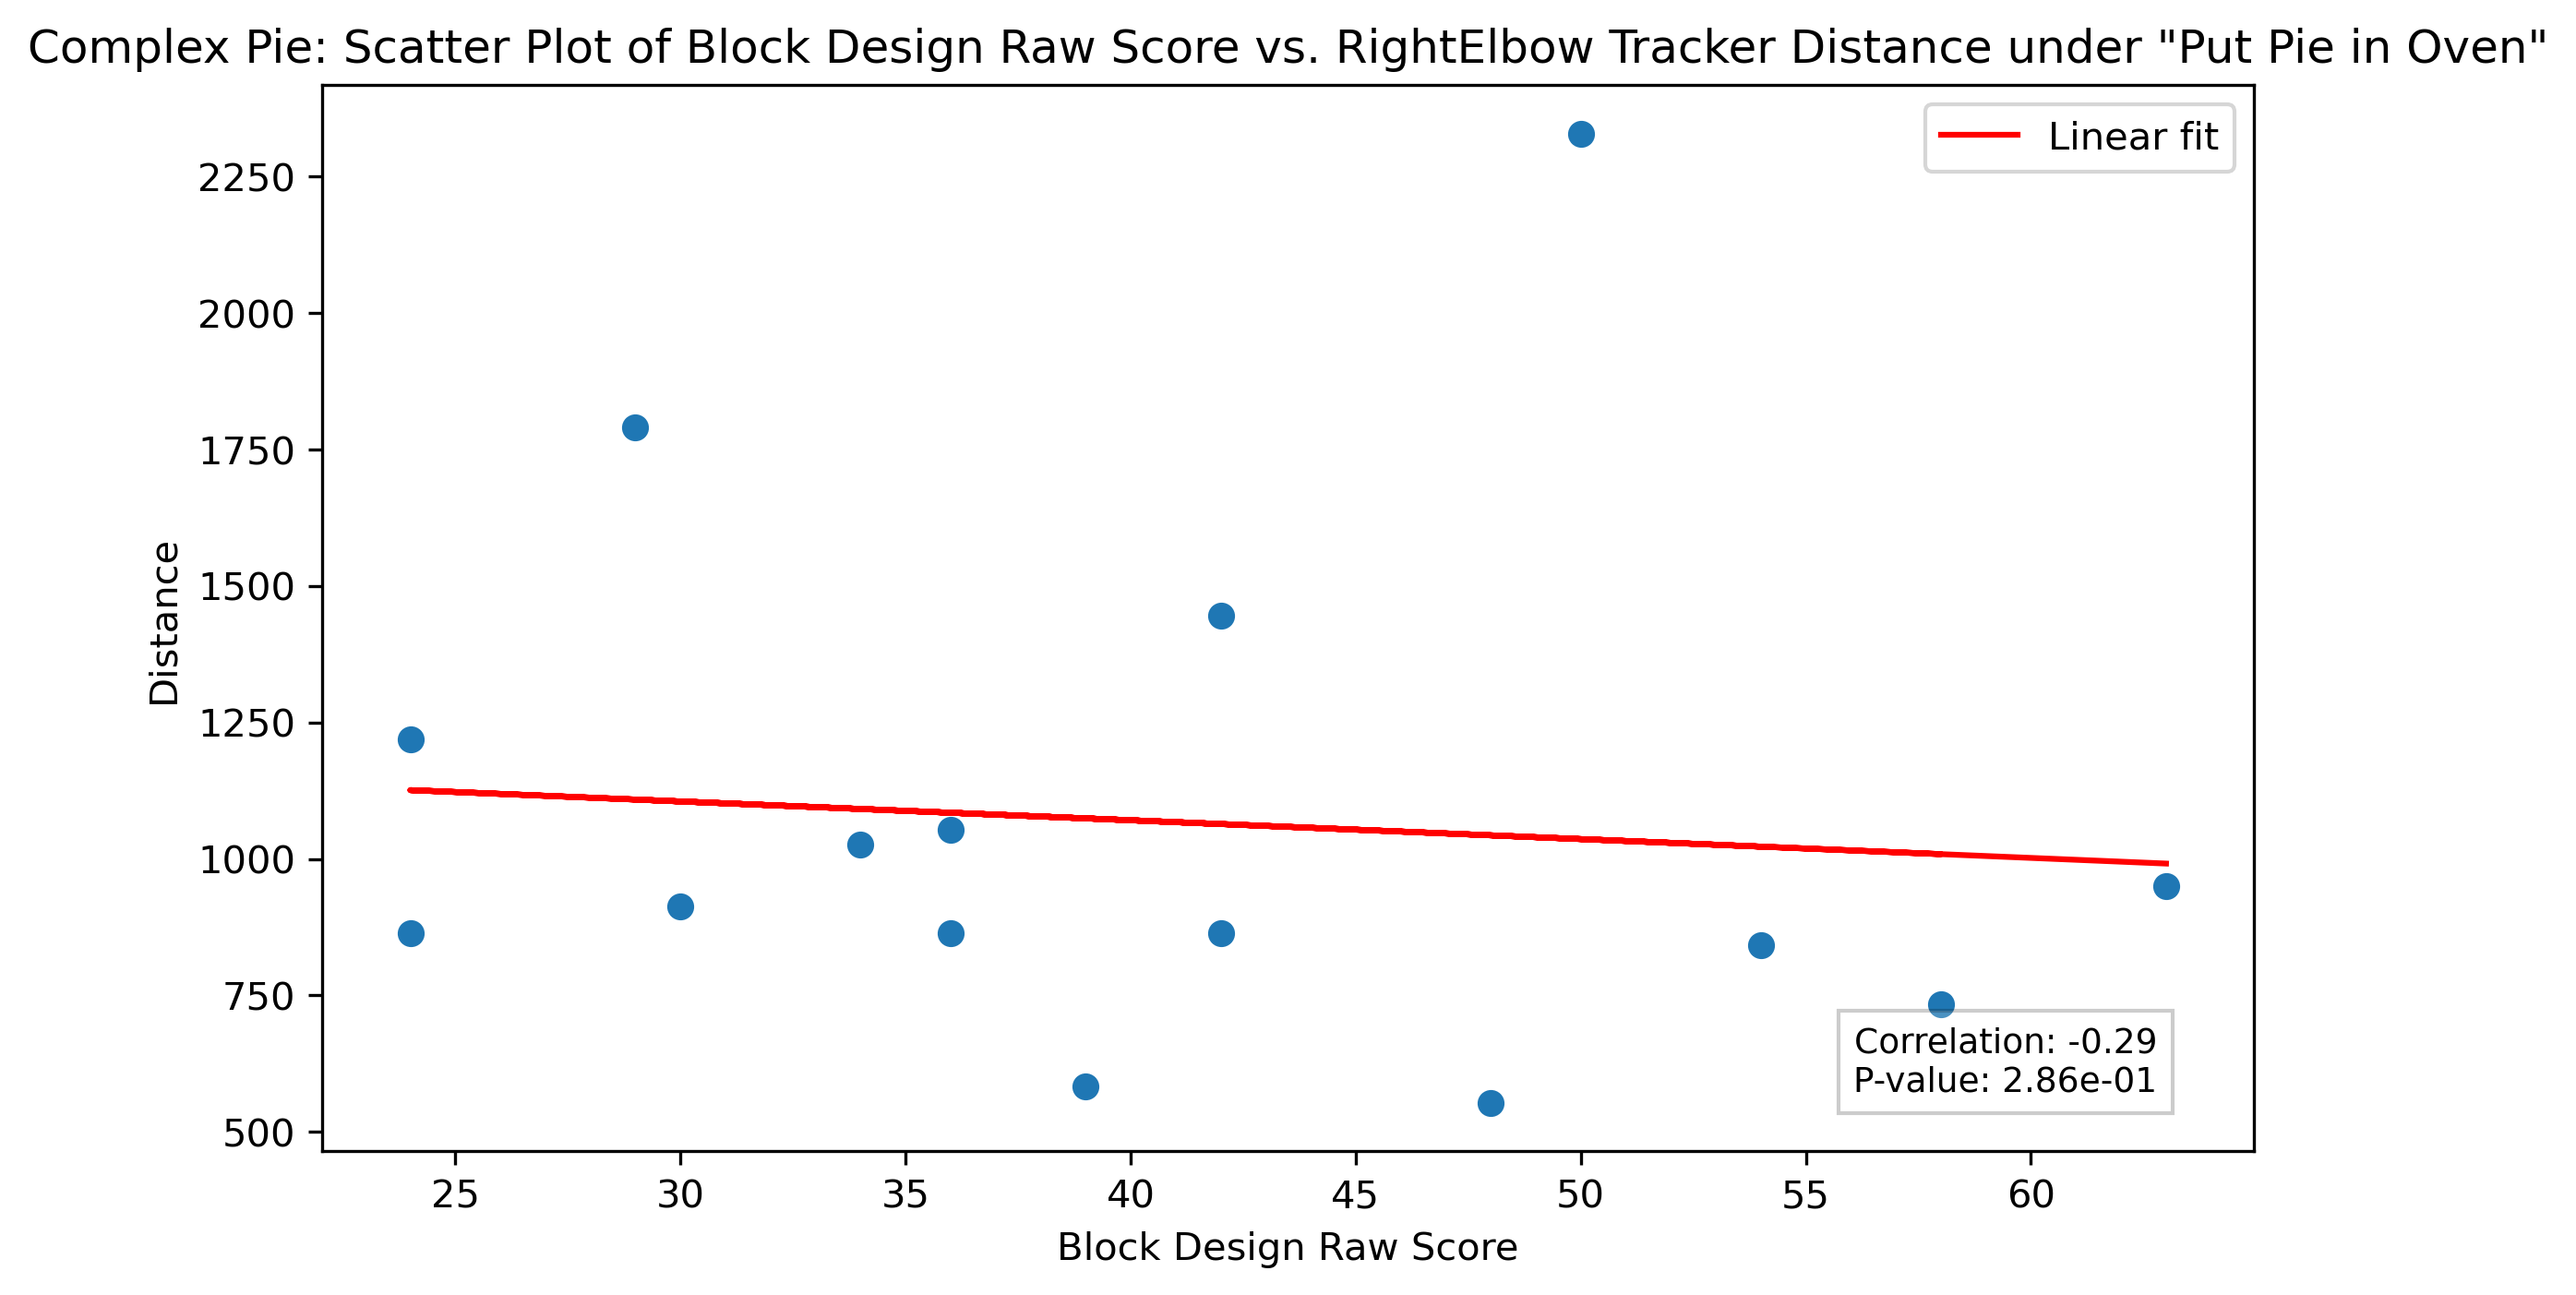 Complex Pie: Scatter Plot of Block Design Raw Score vs. RightElbow Tracker Distance under "Put Pie in Oven"
Linear fit
2250
2000
1750
1500
1250
1000
750
500
Distance
Correlation: -0.29
P-value: 2.86e-01
25 30 35 40 45 50 55 60
Block Design Raw Score